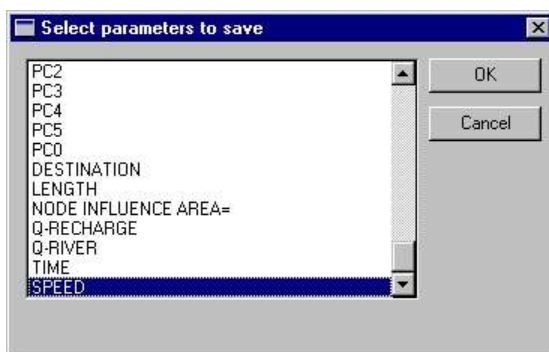 Select parameters to save
PC2
PC3
PC4
PC5
PC0
DESTINATION
LENGTH
NODE INFLUENCE AREA=
Q-RECHARGE
Q-RIVER
TIME
SPEED
OK
Cancel